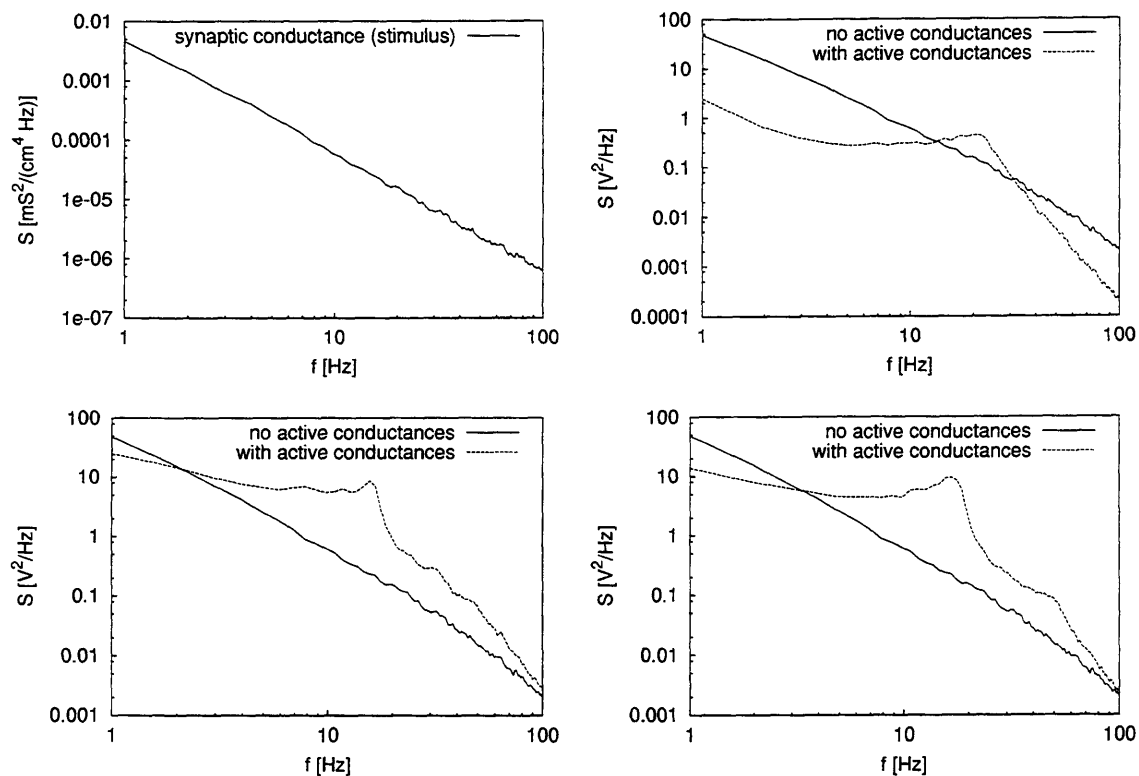 synaptic conductance (stimulus)
S [mS²/(cm⁴ Hz)]
0.01
0.001
0.0001
1e-05
1e-06
1e-07
1 10 100
f [Hz]
no active conductances
with active conductances
S [V²/Hz]
100
10
1
0.1
0.01
0.001
0.0001
1 10 100
f [Hz]
no active conductances
with active conductances
S [V²/Hz]
100
10
1
0.1
0.01
0.001
1 10 100
f [Hz]
no active conductances
with active conductances
S [V²/Hz]
100
10
1
0.1
0.01
0.001
1 10 100
f [Hz]